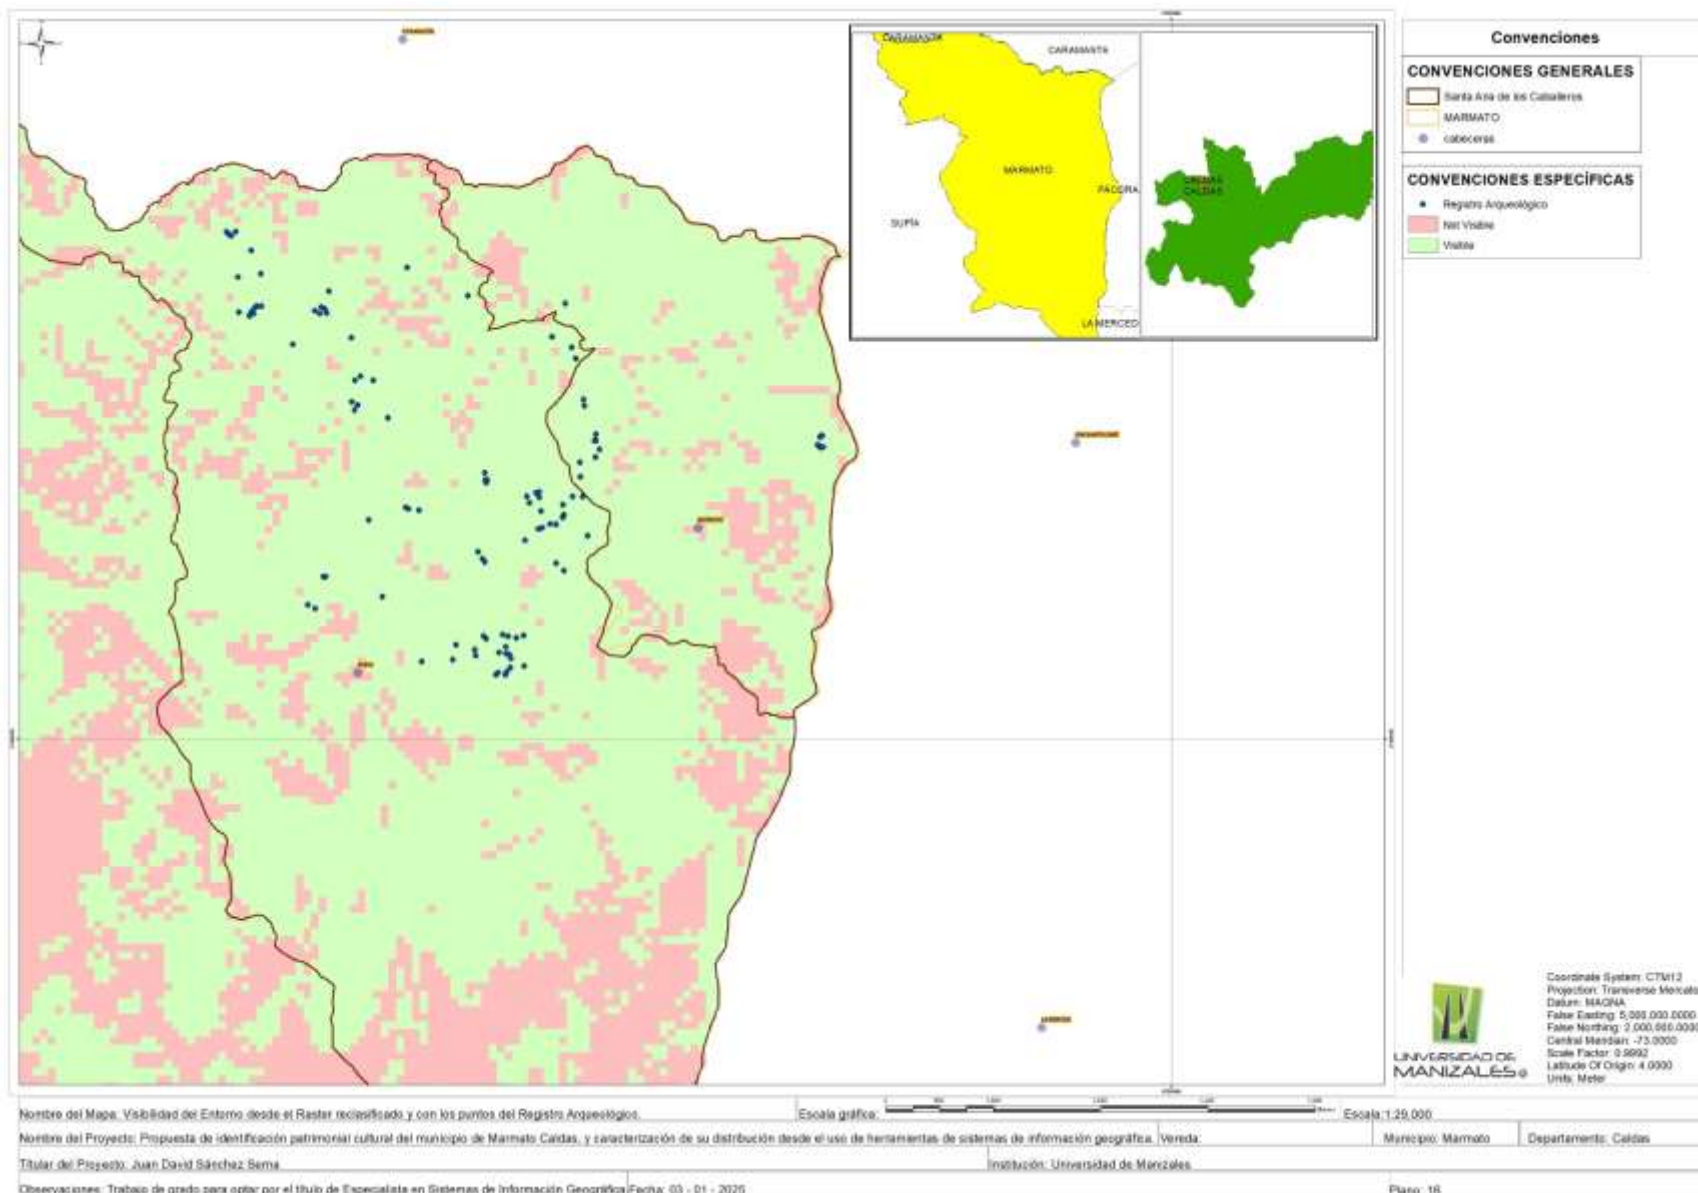 CARAMANTA
CARAMANTA
MARMATO
PÁCORA
SUPÍA
LA MERCED
CALDAS
CALDAS
Convenciones
CONVENCIONES GENERALES
Santa Ana de los Caballeros
MARMATO
cabeceras
CONVENCIONES ESPECÍFICAS
Registro Arqueológico
Not Visible
Visible
UNIVERSIDAD DE
MANIZALES
Coordinate System: CTM12
Projection: Transverse Mercato
Datum: MAGNA
False Easting: 5,000,000.0000
False Northing: 2,000,000.0000
Central Meridian: -73.0000
Scale Factor: 0.9992
Latitude Of Origin: 4.0000
Units: Meter
Nombre del Mapa: Visibilidad del Entorno desde el Raster reclasificado y con los puntos del Registro Arqueológico.
Escala gráfica:
Escala:1:29,000
Nombre del Proyecto: Propuesta de identificación patrimonial cultural del municipio de Marmato Caldas, y caracterización de su distribución desde el uso de herramientas de sistemas de información geográfica.
Vereda:
Municipio: Marmato
Departamento: Caldas
Titular del Proyecto: Juan David Sánchez Serna
Institución: Universidad de Manizales
Observaciones: Trabajo de grado para optar por el título de Especialista en Sistemas de Información Geográfica
Fecha: 03 - 01 - 2025
Plano: 16